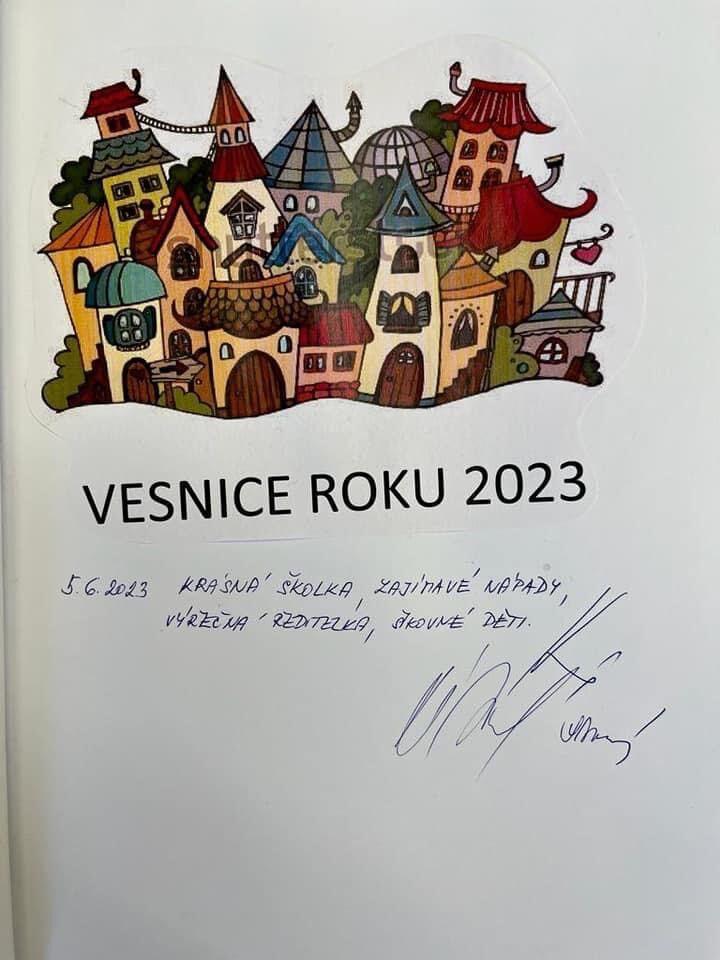 VESNICE ROKU 2023
5.6.2023 KRÁSNÁ ŠKOLKA, ZAJÍMAVÉ NÁPADY,
VÝŘEČNÁ ŘEDITELKA, ŠIKOVNÉ DĚTI.